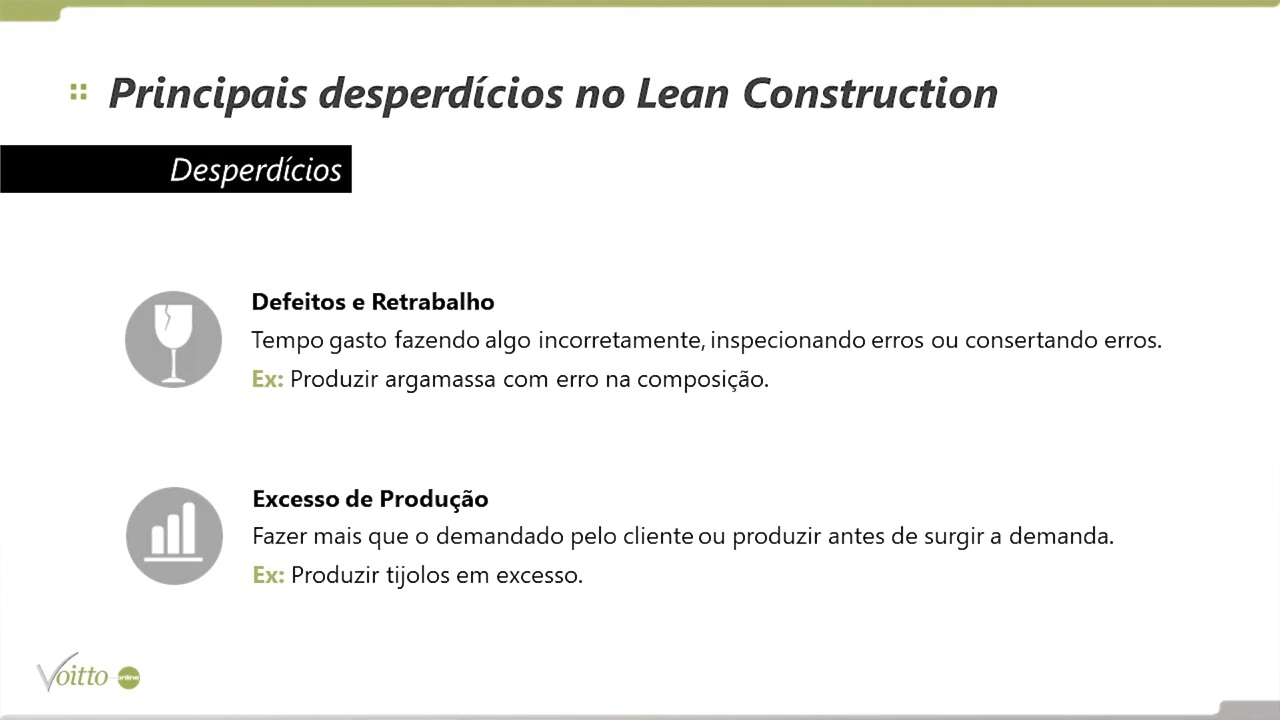 Principais desperdícios no Lean Construction
Desperdícios
Defeitos e Retrabalho
Tempo gasto fazendo algo incorretamente, inspecionando erros ou consertando erros.
Ex: Produzir argamassa com erro na composição.
Excesso de Produção
Fazer mais que o demandado pelo cliente ou produzir antes de surgir a demanda.
Ex: Produzir tijolos em excesso.
Voitto online